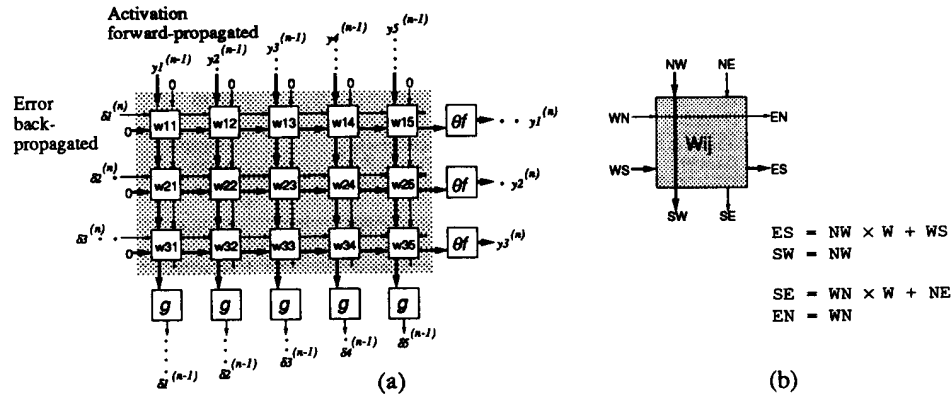 Activation
forward-propagated
y1(n-1) y2(n-1) y3(n-1) y4(n-1) y5(n-1)
0 0 0 0 0
Error
back-
propagated
δ1(n)
0 w11 w12 w13 w14 w15 θf y1(n)
δ2(n)
0 w21 w22 w23 w24 w25 θf y2(n)
δ3(n)
0 w31 w32 w33 w34 w35 θf y3(n)
g g g g g
δ1(n-1) δ2(n-1) δ3(n-1) δ4(n-1) δ5(n-1)
(a)
NW NE
WN EN
Wij
WS ES
SW SE
ES = NW × W + WS
SW = NW
SE = WN × W + NE
EN = WN
(b)